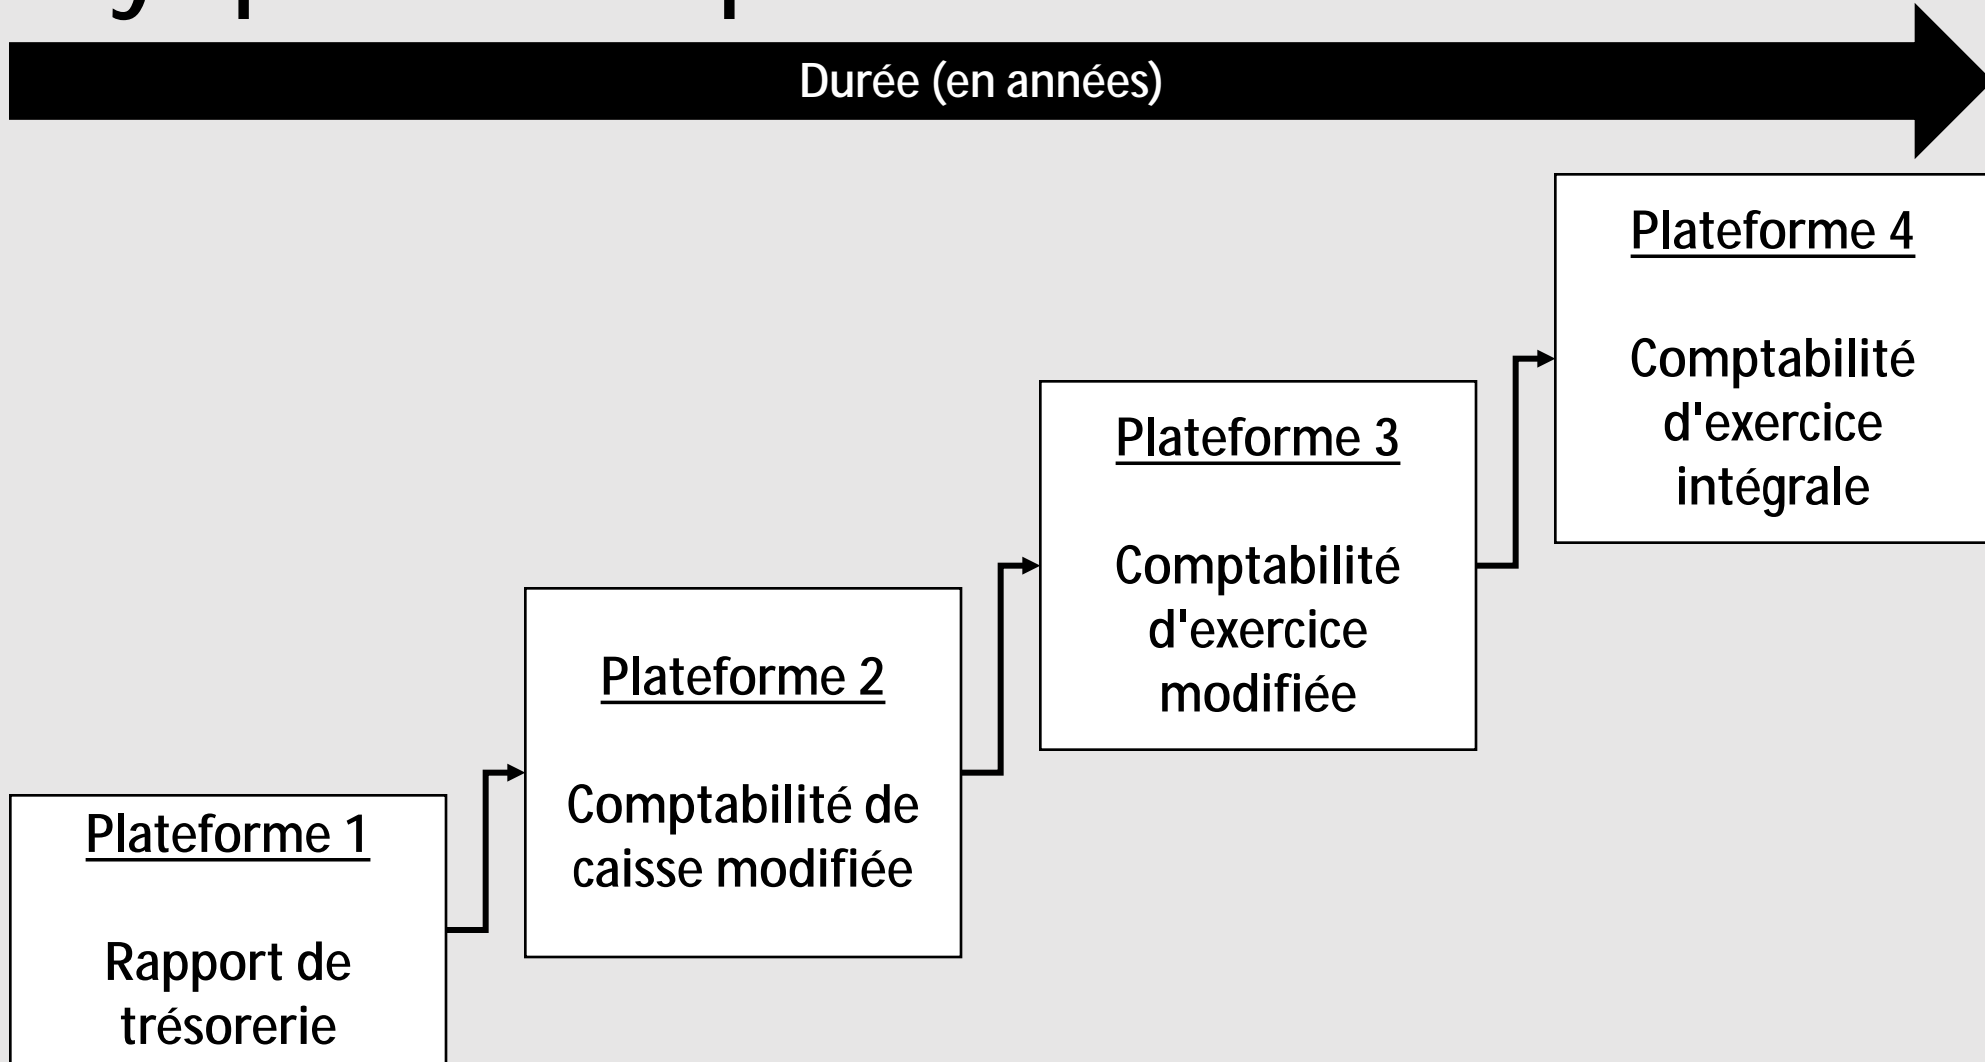 Durée (en années)
Plateforme 4
Comptabilité
d'exercice
intégrale
Plateforme 3
Comptabilité
d'exercice
modifiée
Plateforme 2
Comptabilité de
caisse modifiée
Plateforme 1
Rapport de
trésorerie